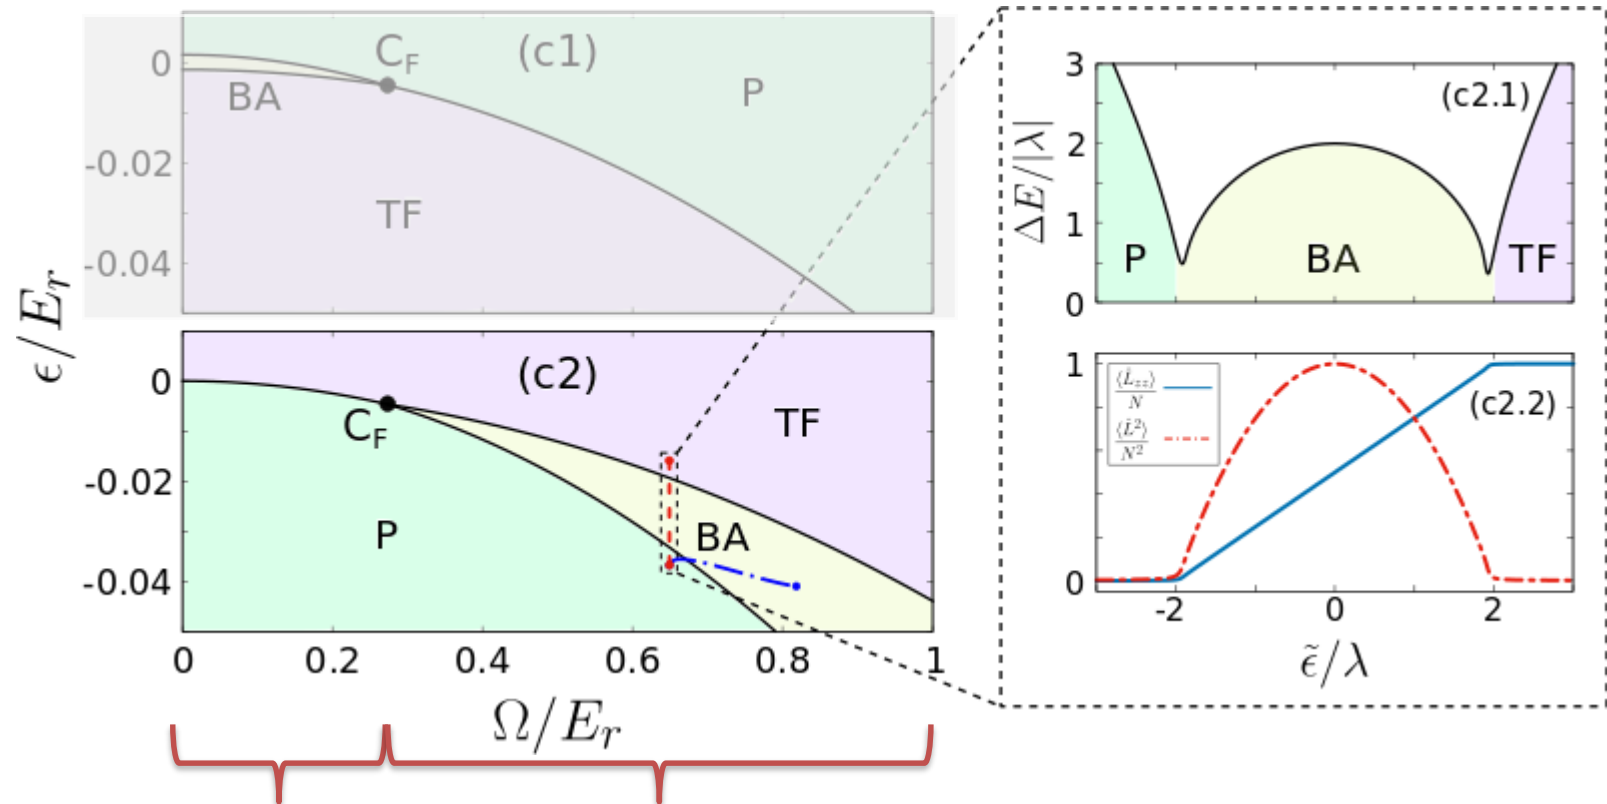 ϵ/E_r
0
-0.02
-0.04
BA
C_F
(c1)
P
TF
0
-0.02
-0.04
C_F
(c2)
TF
P
BA
0
0.2
0.4
0.6
0.8
1
Ω/E_r
ΔE/|λ|
3
2
1
0
(c2.1)
P
BA
TF
1
0
⟨L̂_zz⟩/N
⟨L̂²⟩/N²
(c2.2)
-2
0
2
ϵ̃/λ